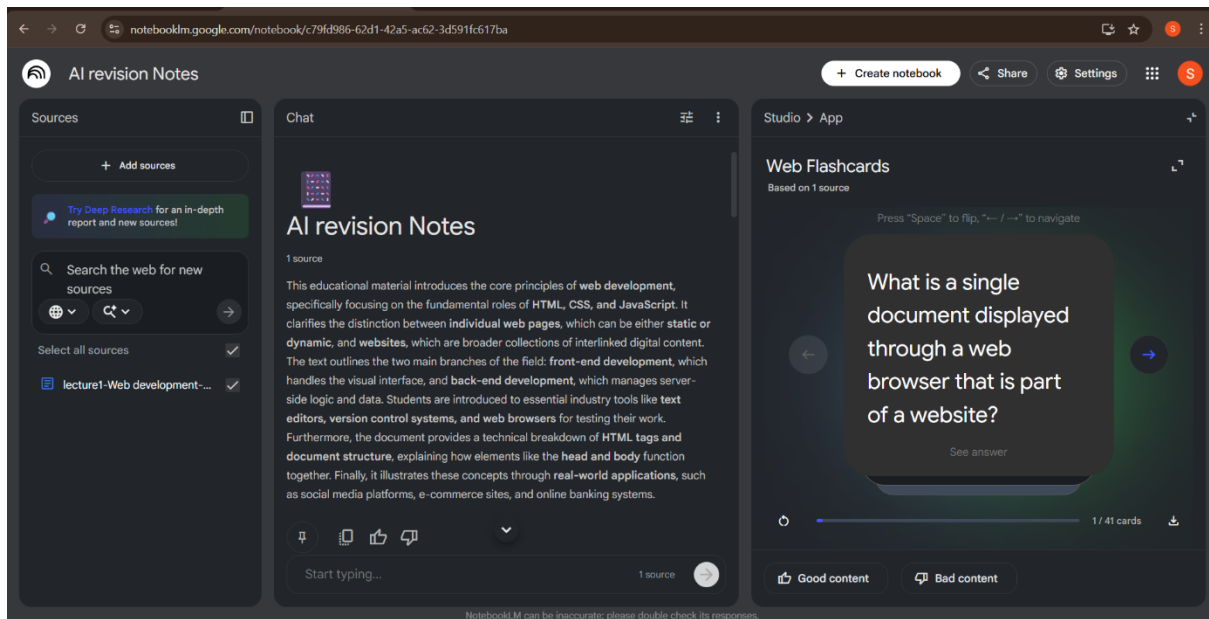 notebooklm.google.com/notebook/c79fd986-62d1-42a5-ac62-3d591fc617ba
S
AI revision Notes
+ Create notebook
Share
Settings
S
Sources
+ Add sources
Try Deep Research for an in-depth
report and new sources!
Search the web for new
sources
Select all sources
lecture1-Web development-...
Chat
AI revision Notes
1 source
This educational material introduces the core principles of web development,
specifically focusing on the fundamental roles of HTML, CSS, and JavaScript. It
clarifies the distinction between individual web pages, which can be either static or
dynamic, and websites, which are broader collections of interlinked digital content.
The text outlines the two main branches of the field: front-end development, which
handles the visual interface, and back-end development, which manages server-
side logic and data. Students are introduced to essential industry tools like text
editors, version control systems, and web browsers for testing their work.
Furthermore, the document provides a technical breakdown of HTML tags and
document structure, explaining how elements like the head and body function
together. Finally, it illustrates these concepts through real-world applications, such
as social media platforms, e-commerce sites, and online banking systems.
Start typing...
1 source
Studio > App
Web Flashcards
Based on 1 source
Press "Space" to flip, "← / →" to navigate
What is a single
document displayed
through a web
browser that is part
of a website?
See answer
1 / 41 cards
Good content
Bad content
NotebookLM can be inaccurate; please double check its responses.